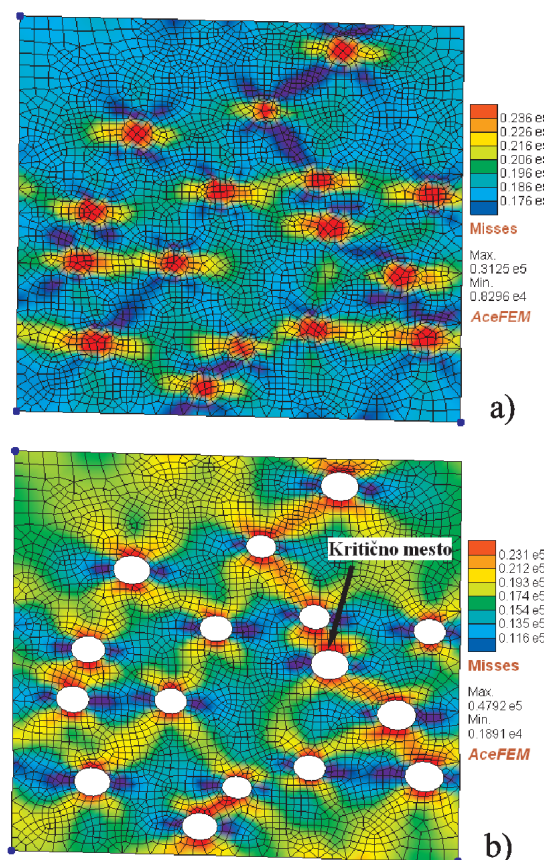 0.236 e5
0.226 e5
0.216 e5
0.206 e5
0.196 e5
0.186 e5
0.176 e5
Misses
Max.
0.3125 e5
Min.
0.8296 e4
AceFEM
a)
Kritično mesto
0.231 e5
0.212 e5
0.193 e5
0.174 e5
0.154 e5
0.135 e5
0.116 e5
Misses
Max.
0.4792 e5
Min.
0.1891 e4
AceFEM
b)